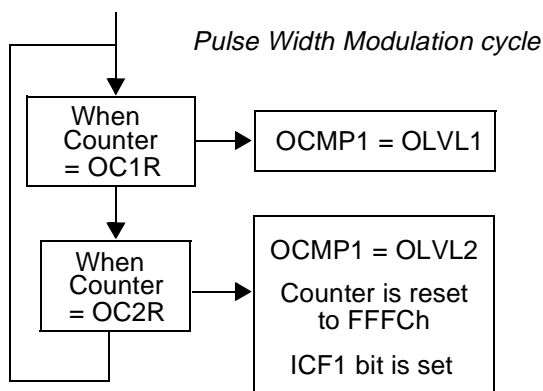 Pulse Width Modulation cycle
When
Counter
= OC1R
OCMP1 = OLVL1
When
Counter
= OC2R
OCMP1 = OLVL2
Counter is reset
to FFFCh
ICF1 bit is set